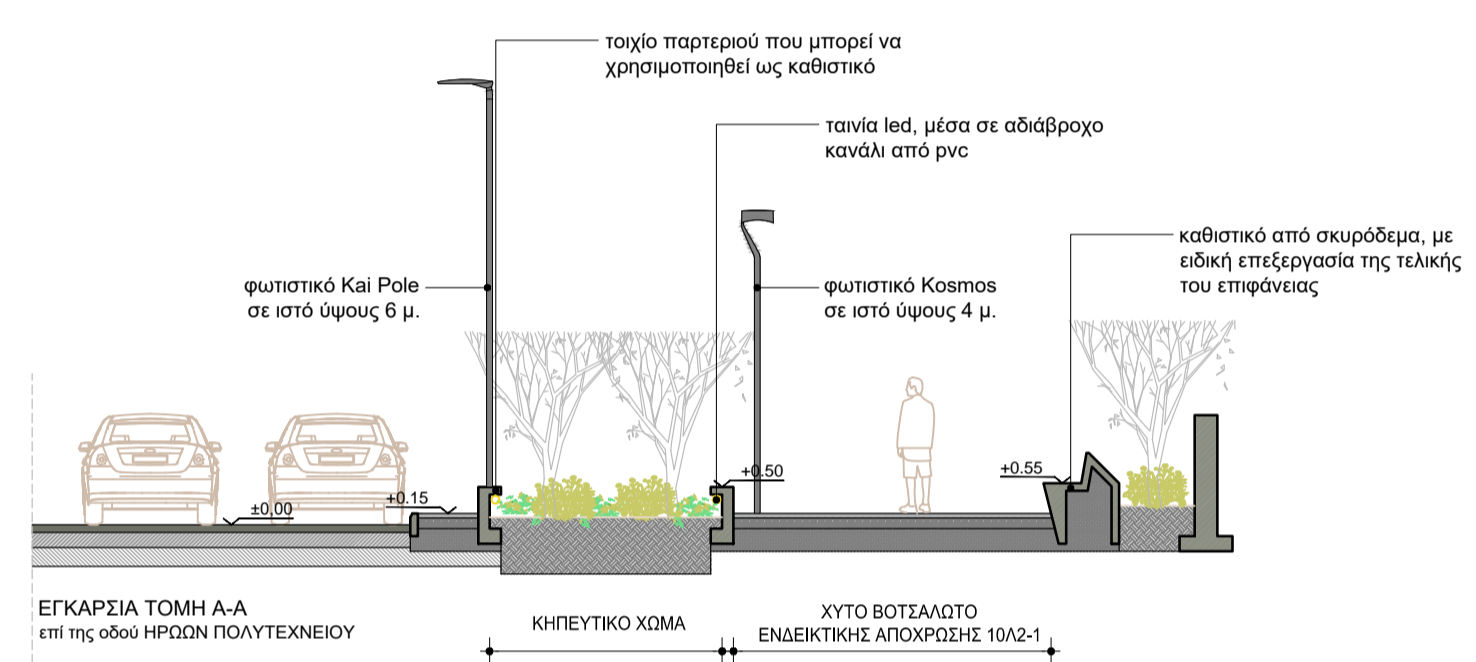 τοιχίο παρτεριού που μπορεί να
χρησιμοποιηθεί ως καθιστικό
ταινία led, μέσα σε αδιάβροχο
κανάλι από pvc
καθιστικό από σκυρόδεμα, με
ειδική επεξεργασία της τελικής
του επιφάνειας
φωτιστικό Kai Pole
σε ιστό ύψους 6 μ.
φωτιστικό Kosmos
σε ιστό ύψους 4 μ.
±0,00
+0.15
+0.50
+0.55
ΕΓΚΑΡΣΙΑ ΤΟΜΗ Α-Α
επί της οδού ΗΡΩΩΝ ΠΟΛΥΤΕΧΝΕΙΟΥ
ΚΗΠΕΥΤΙΚΟ ΧΩΜΑ
ΧΥΤΟ ΒΟΤΣΑΛΩΤΟ
ΕΝΔΕΙΚΤΙΚΗΣ ΑΠΟΧΡΩΣΗΣ 10Λ2-1